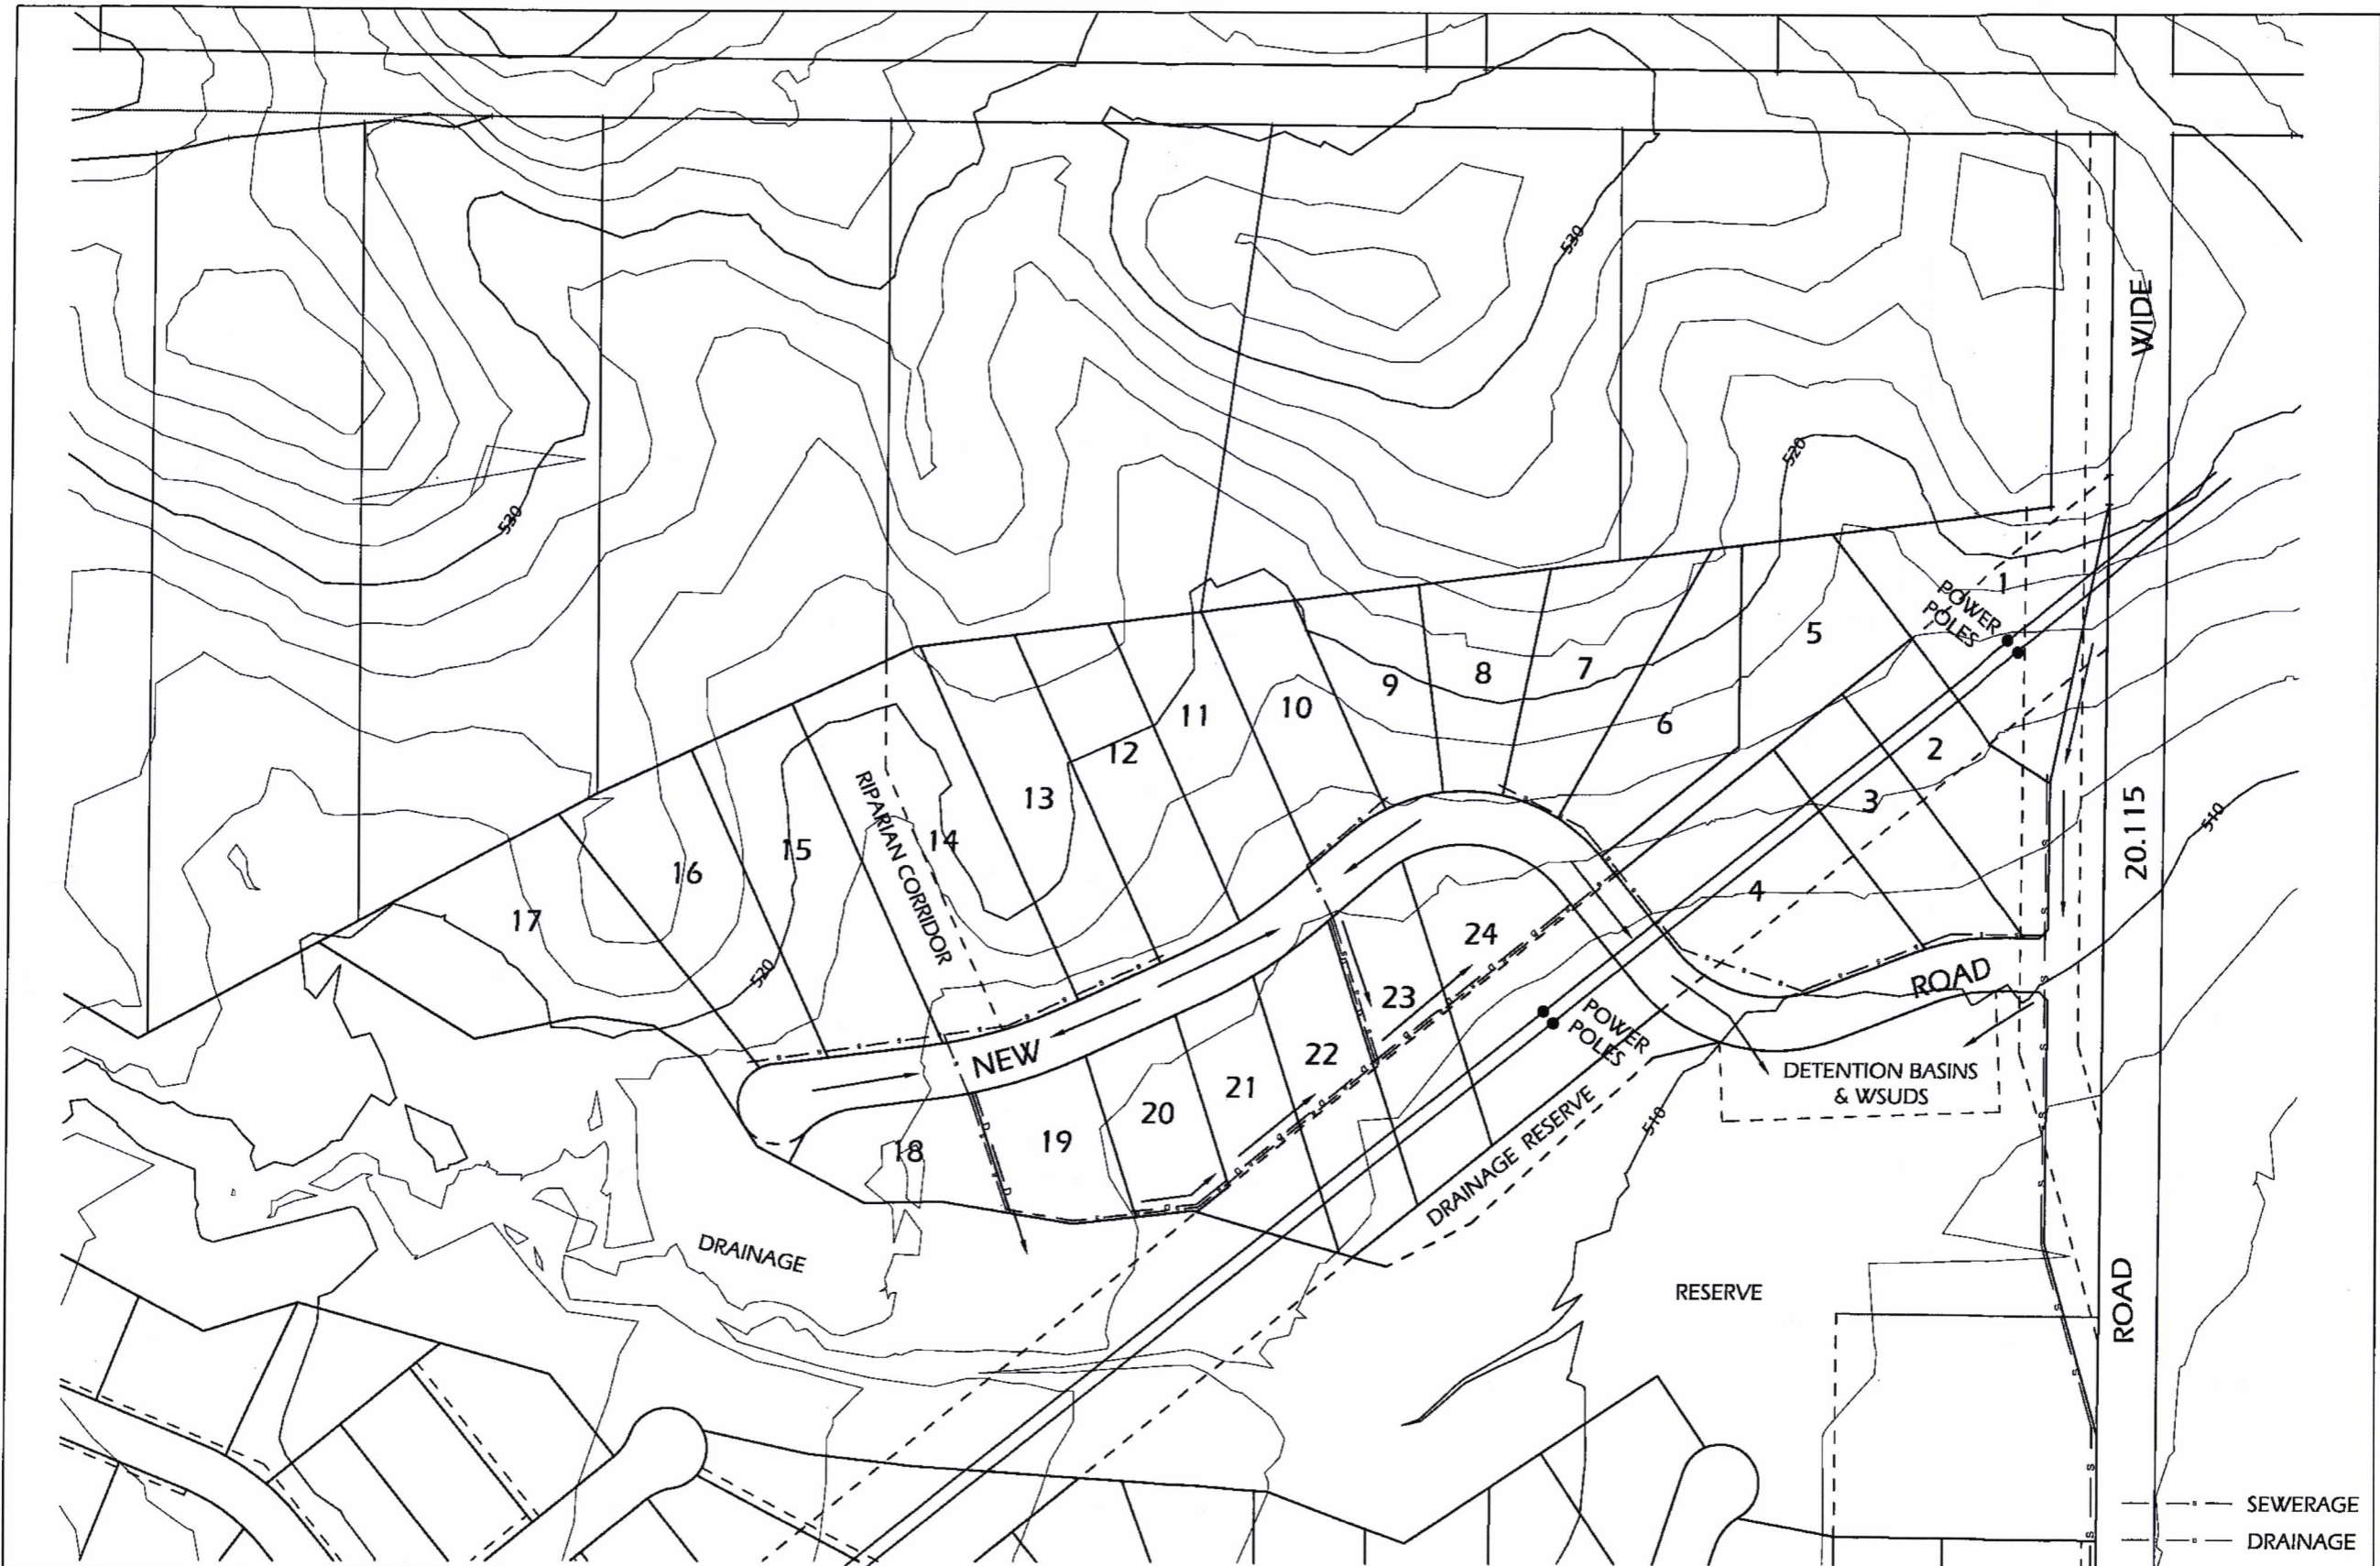 530
WIDE
520
530
1
POWER
POLES
5
8
7
9
10
11
6
12
2
13
3
20.115
510
14
15
16
RIPARIAN CORRIDOR
4
17
24
520
23
ROAD
POWER
POLES
NEW
22
DETENTION BASINS
& WSUDS
21
20
19
18
510
DRAINAGE RESERVE
DRAINAGE
RESERVE
ROAD
SEWERAGE
DRAINAGE